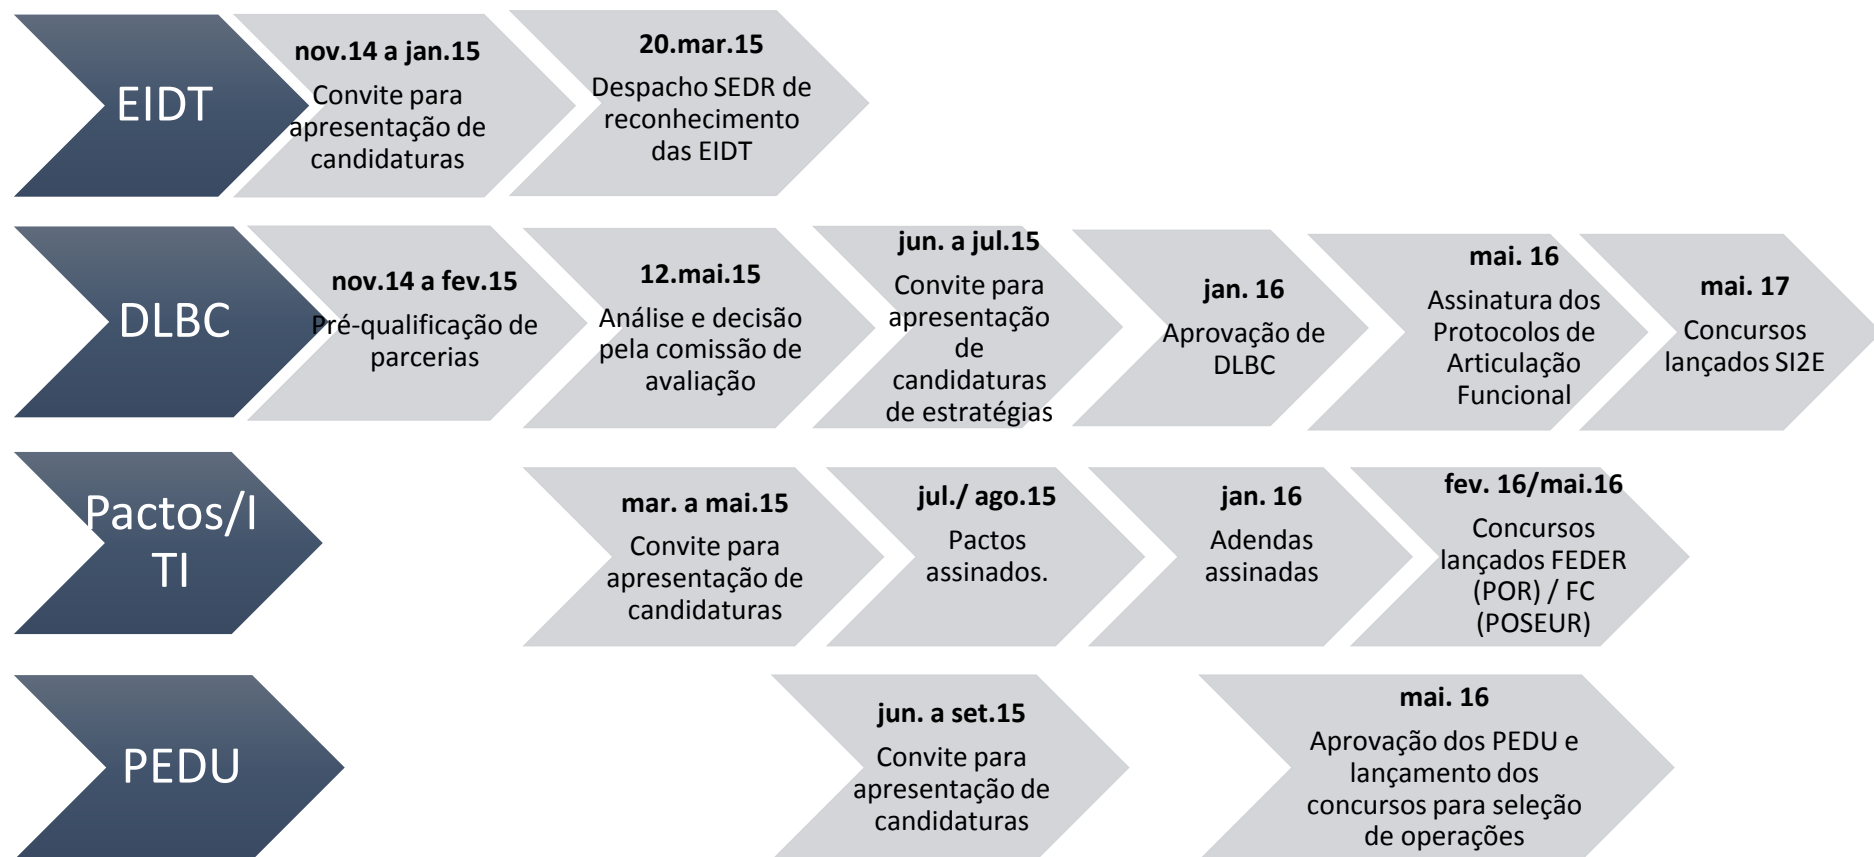 EIDT
nov.14 a jan.15
Convite para
apresentação de
candidaturas
20.mar.15
Despacho SEDR de
reconhecimento
das EIDT
DLBC
nov.14 a fev.15
Pré-qualificação de
parcerias
12.mai.15
Análise e decisão
pela comissão de
avaliação
jun. a jul.15
Convite para
apresentação
de
candidaturas
de estratégias
jan. 16
Aprovação de
DLBC
mai. 16
Assinatura dos
Protocolos de
Articulação
Funcional
mai. 17
Concursos
lançados SI2E
Pactos/I
TI
mar. a mai.15
Convite para
apresentação de
candidaturas
jul./ ago.15
Pactos
assinados.
jan. 16
Adendas
assinadas
fev. 16/mai.16
Concursos
lançados FEDER
(POR) / FC
(POSEUR)
PEDU
jun. a set.15
Convite para
apresentação de
candidaturas
mai. 16
Aprovação dos PEDU e
lançamento dos
concursos para seleção
de operações